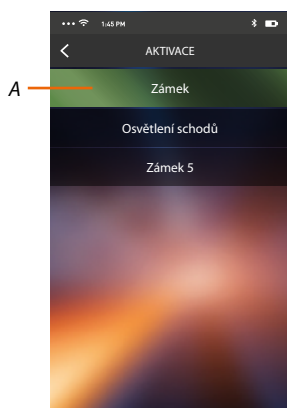 1:45 PM
AKTIVACE
A
Zámek
Osvětlení schodů
Zámek 5